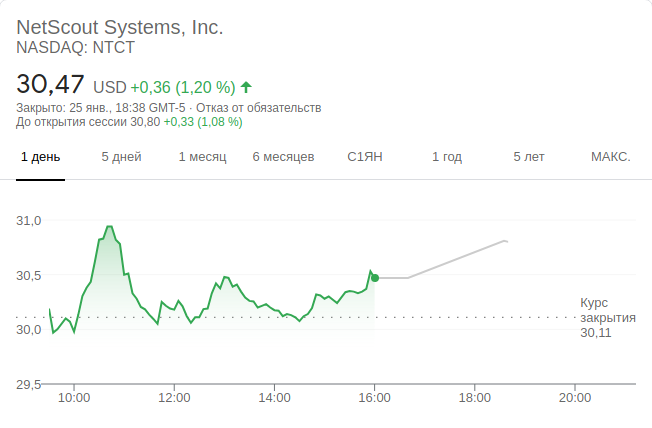 NetScout Systems, Inc.
NASDAQ: NTCT
30,47 USD +0,36 (1,20 %)
Закрыто: 25 янв., 18:38 GMT-5 · Отказ от обязательств
До открытия сессии 30,80 +0,33 (1,08 %)
1 день 5 дней 1 месяц 6 месяцев С1ЯН 1 год 5 лет МАКС.
31,0
30,5
30,0
29,5
Курс
закрытия
30,11
10:00 12:00 14:00 16:00 18:00 20:00